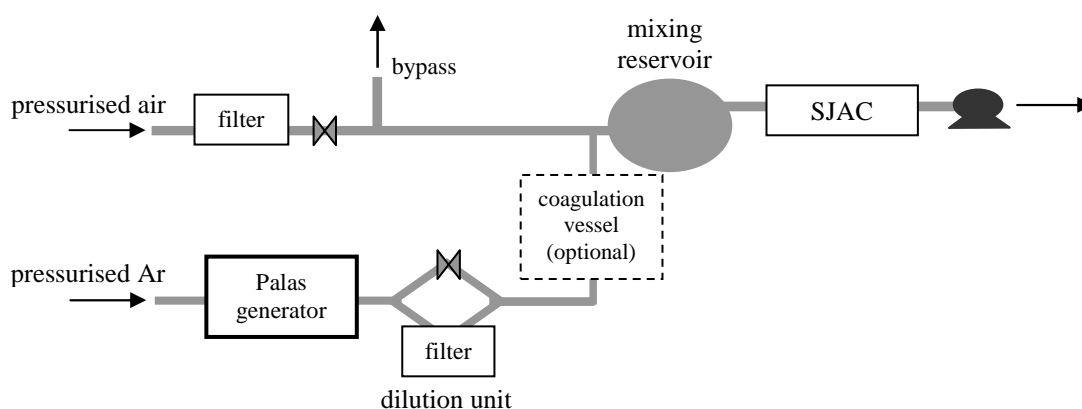 mixing
reservoir
bypass
pressurised air
filter
SJAC
coagulation
vessel
(optional)
pressurised Ar
Palas
generator
filter
dilution unit